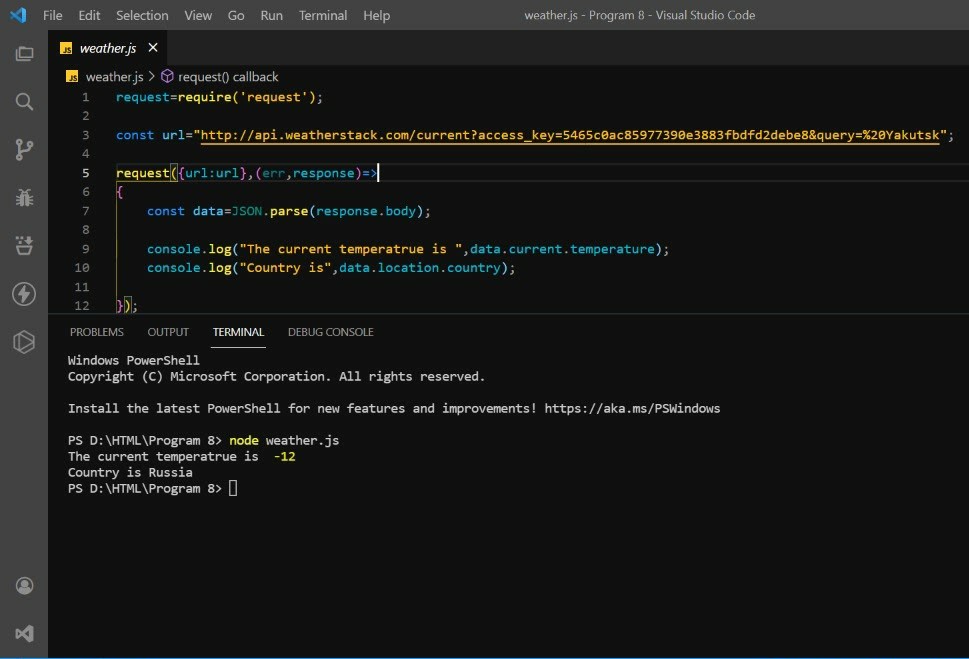 File Edit Selection View Go Run Terminal Help weather.js - Program 8 - Visual Studio Code
JS weather.js ×
JS weather.js > request() callback
1 request=require('request');
2
3 const url="http://api.weatherstack.com/current?access_key=5465c0ac85977390e3883fbdfd2debe8&query=%20Yakutsk";
4
5 request({url:url},(err,response)=>
6 {
7 const data=JSON.parse(response.body);
8
9 console.log("The current temperatrue is ",data.current.temperature);
10 console.log("Country is",data.location.country);
11
12 });
PROBLEMS OUTPUT TERMINAL DEBUG CONSOLE
Windows PowerShell
Copyright (C) Microsoft Corporation. All rights reserved.
Install the latest PowerShell for new features and improvements! https://aka.ms/PSWindows
PS D:\HTML\Program 8> node weather.js
The current temperatrue is  -12
Country is Russia
PS D:\HTML\Program 8>